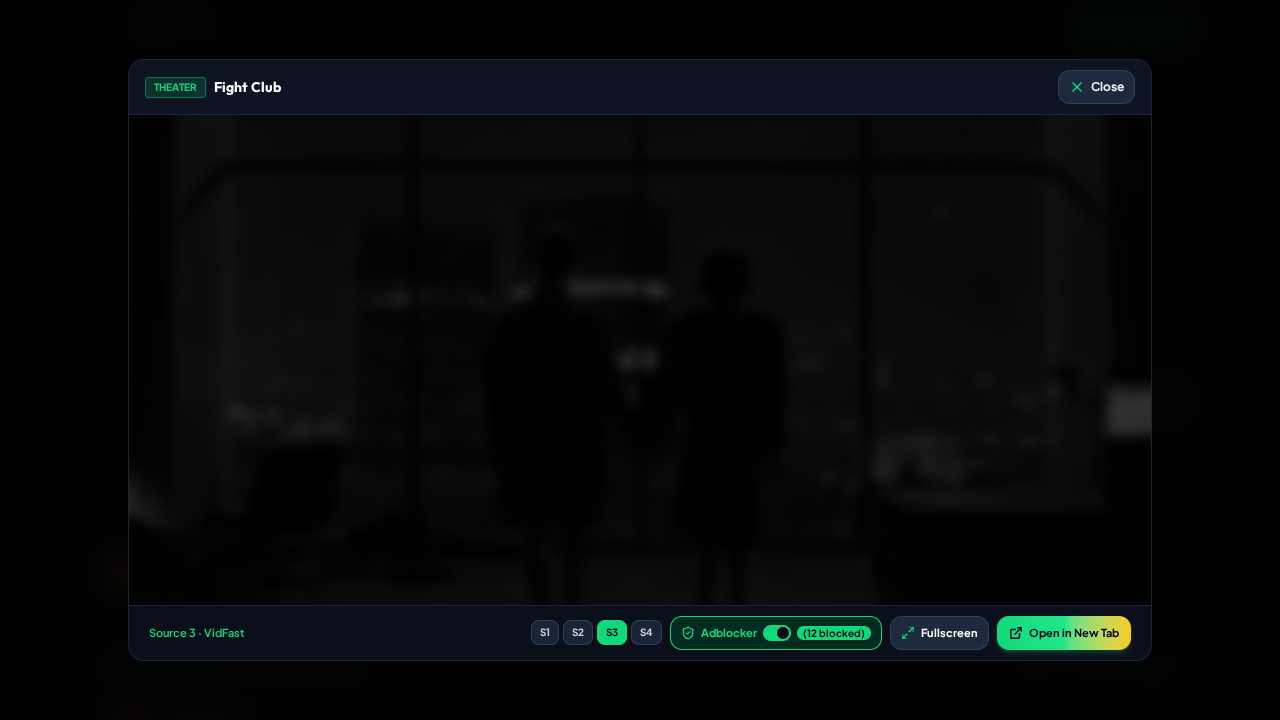 THEATER Fight Club Close
Source 3 · VidFast S1 S2 S3 S4 Adblocker (12 blocked) Fullscreen Open in New Tab